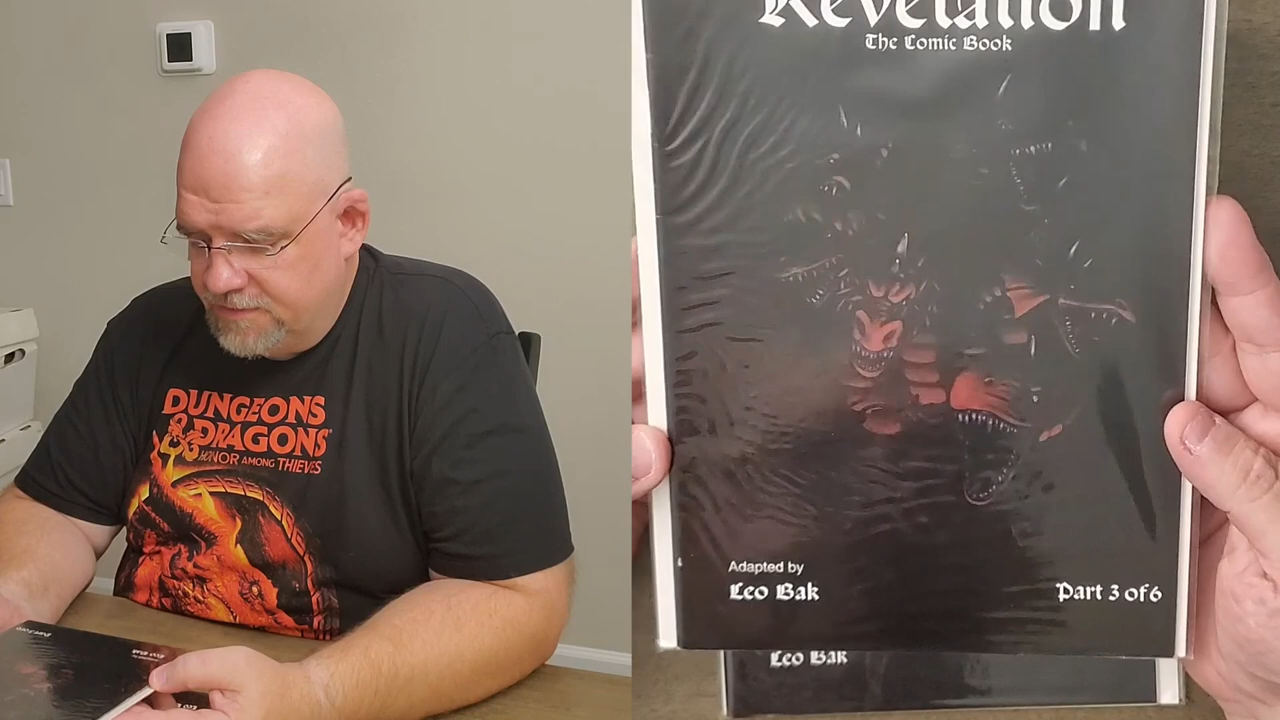 DUNGEONS
& DRAGONS
HONOR AMONG THIEVES
Revelation
The Comic Book
Adapted by
Leo Bak
Part 3 of 6
Leo Bak